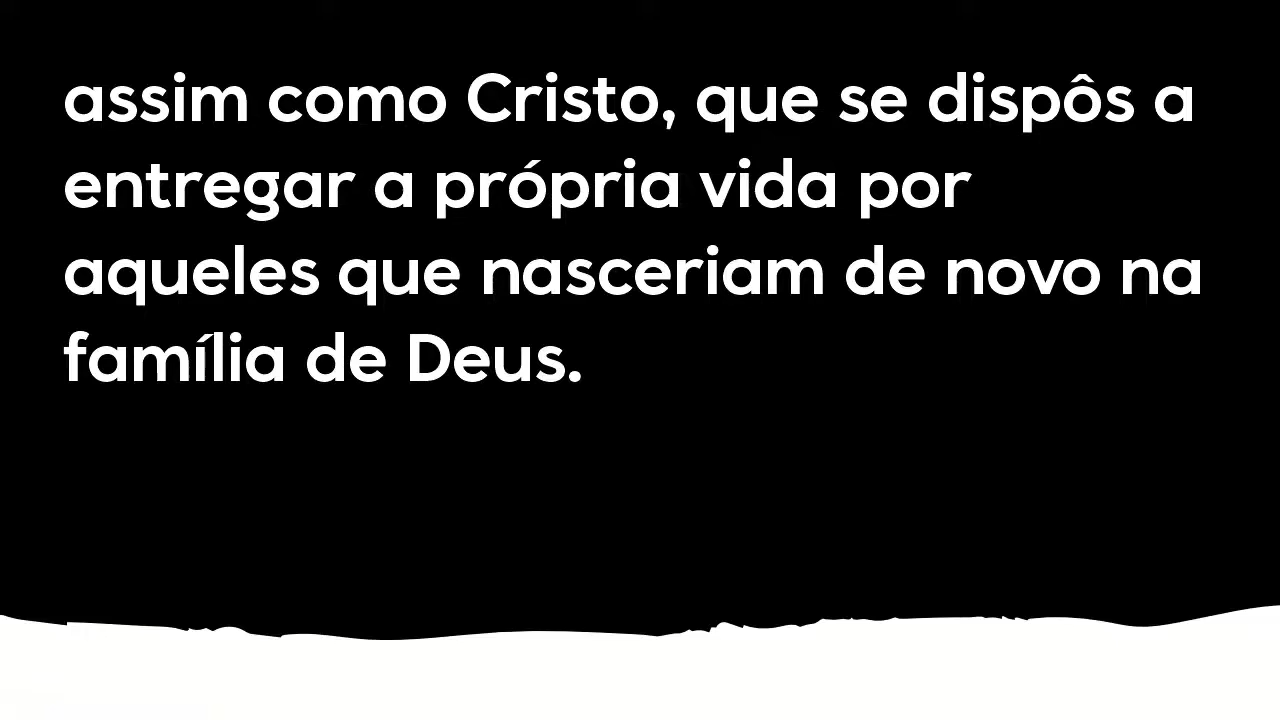 assim como Cristo, que se dispôs a
entregar a própria vida por
aqueles que nasceriam de novo na
família de Deus.